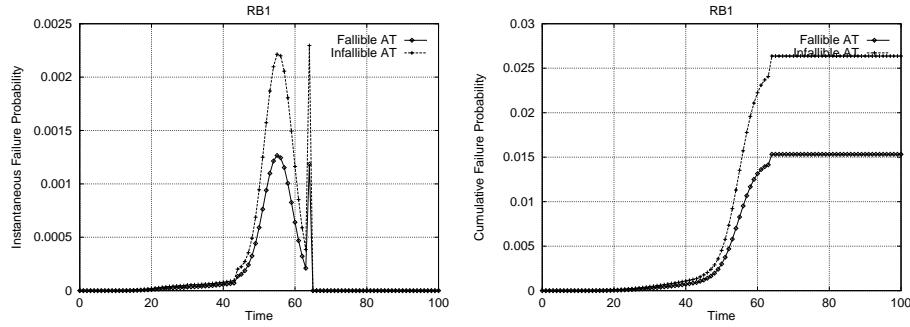 RB1
0.0025
0.002
0.0015
0.001
0.0005
0
Instantaneous Failure Probability
Fallible AT
Infallible AT
0 20 40 60 80 100
Time
RB1
0.03
0.025
0.02
0.015
0.01
0.005
0
Cumulative Failure Probability
Fallible AT
Infallible AT
0 20 40 60 80 100
Time